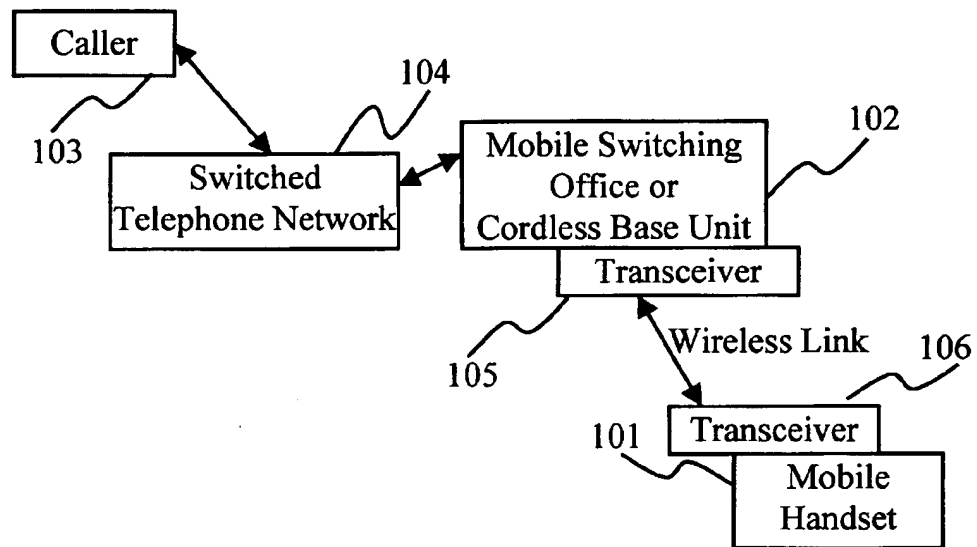 Caller
103
104
Switched
Telephone Network
Mobile Switching
Office or
Cordless Base Unit
102
Transceiver
105
Wireless Link
106
Transceiver
101
Mobile
Handset